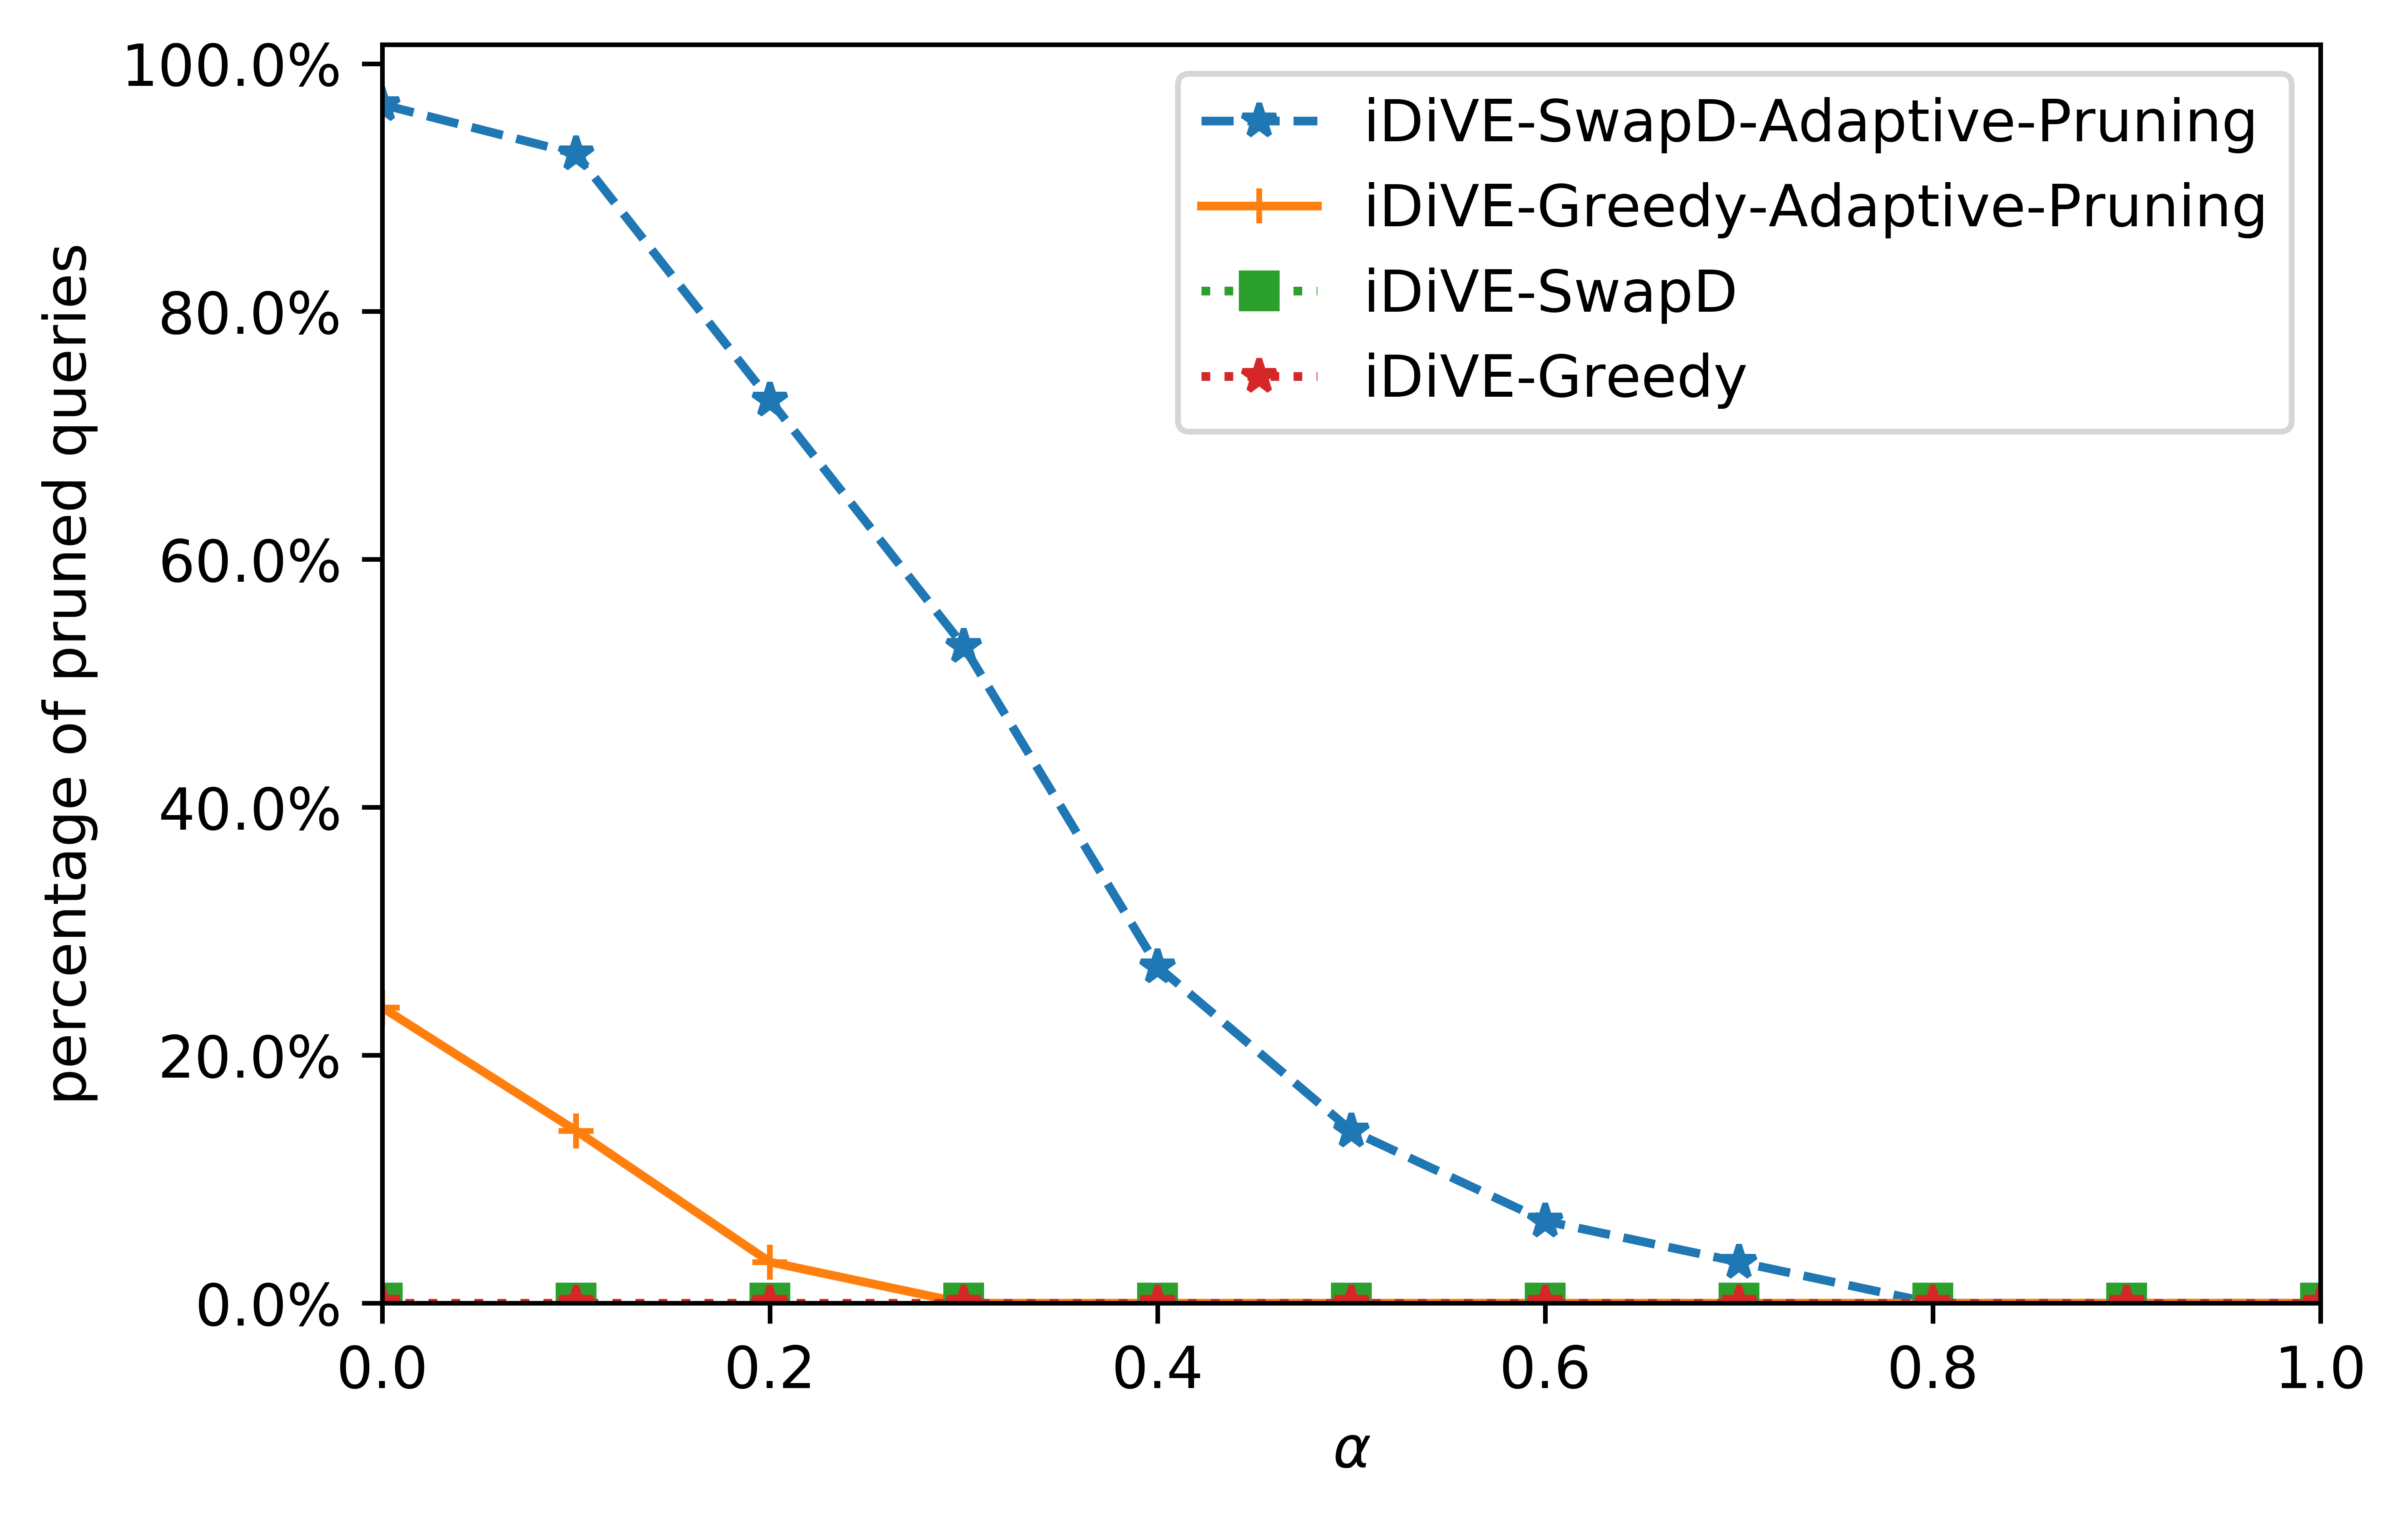 100.0%
80.0%
60.0%
40.0%
20.0%
0.0%
percentage of pruned queries
iDiVE-SwapD-Adaptive-Pruning
iDiVE-Greedy-Adaptive-Pruning
iDiVE-SwapD
iDiVE-Greedy
0.0 0.2 0.4 0.6 0.8 1.0
α